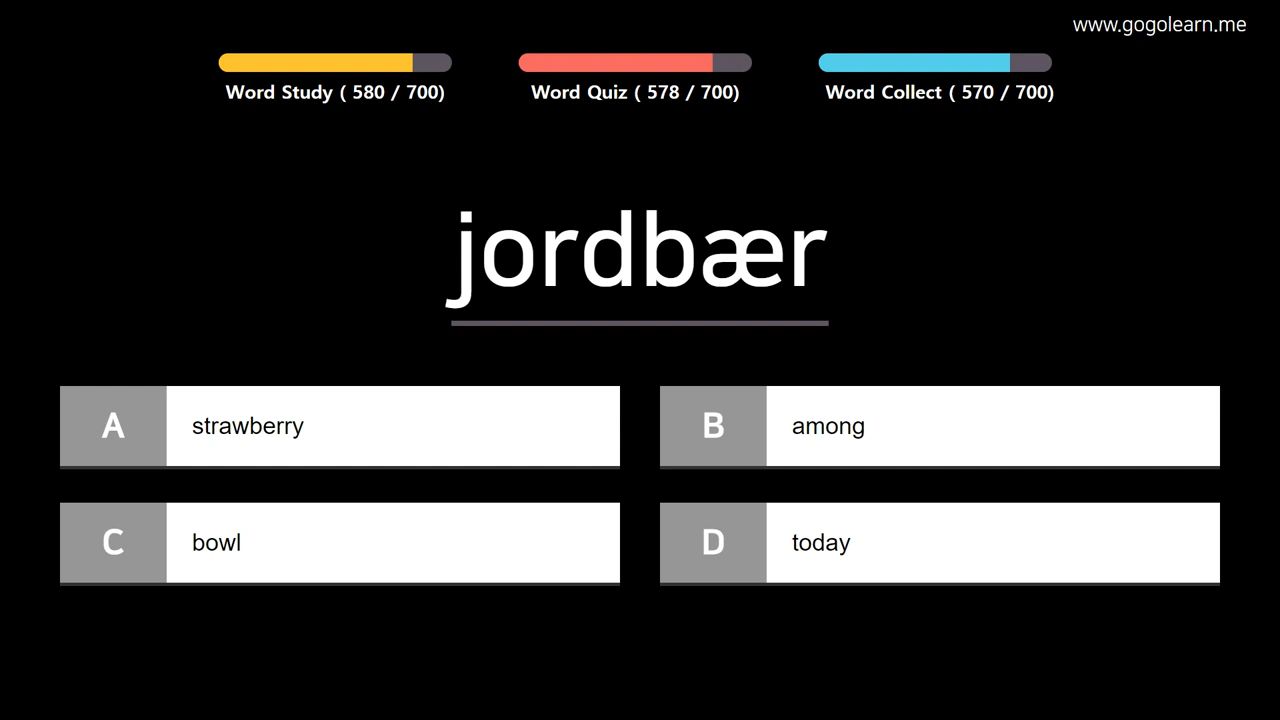 www.gogolearn.me
Word Study ( 580 / 700)
Word Quiz ( 578 / 700)
Word Collect ( 570 / 700)
jordbær
A strawberry
B among
C bowl
D today